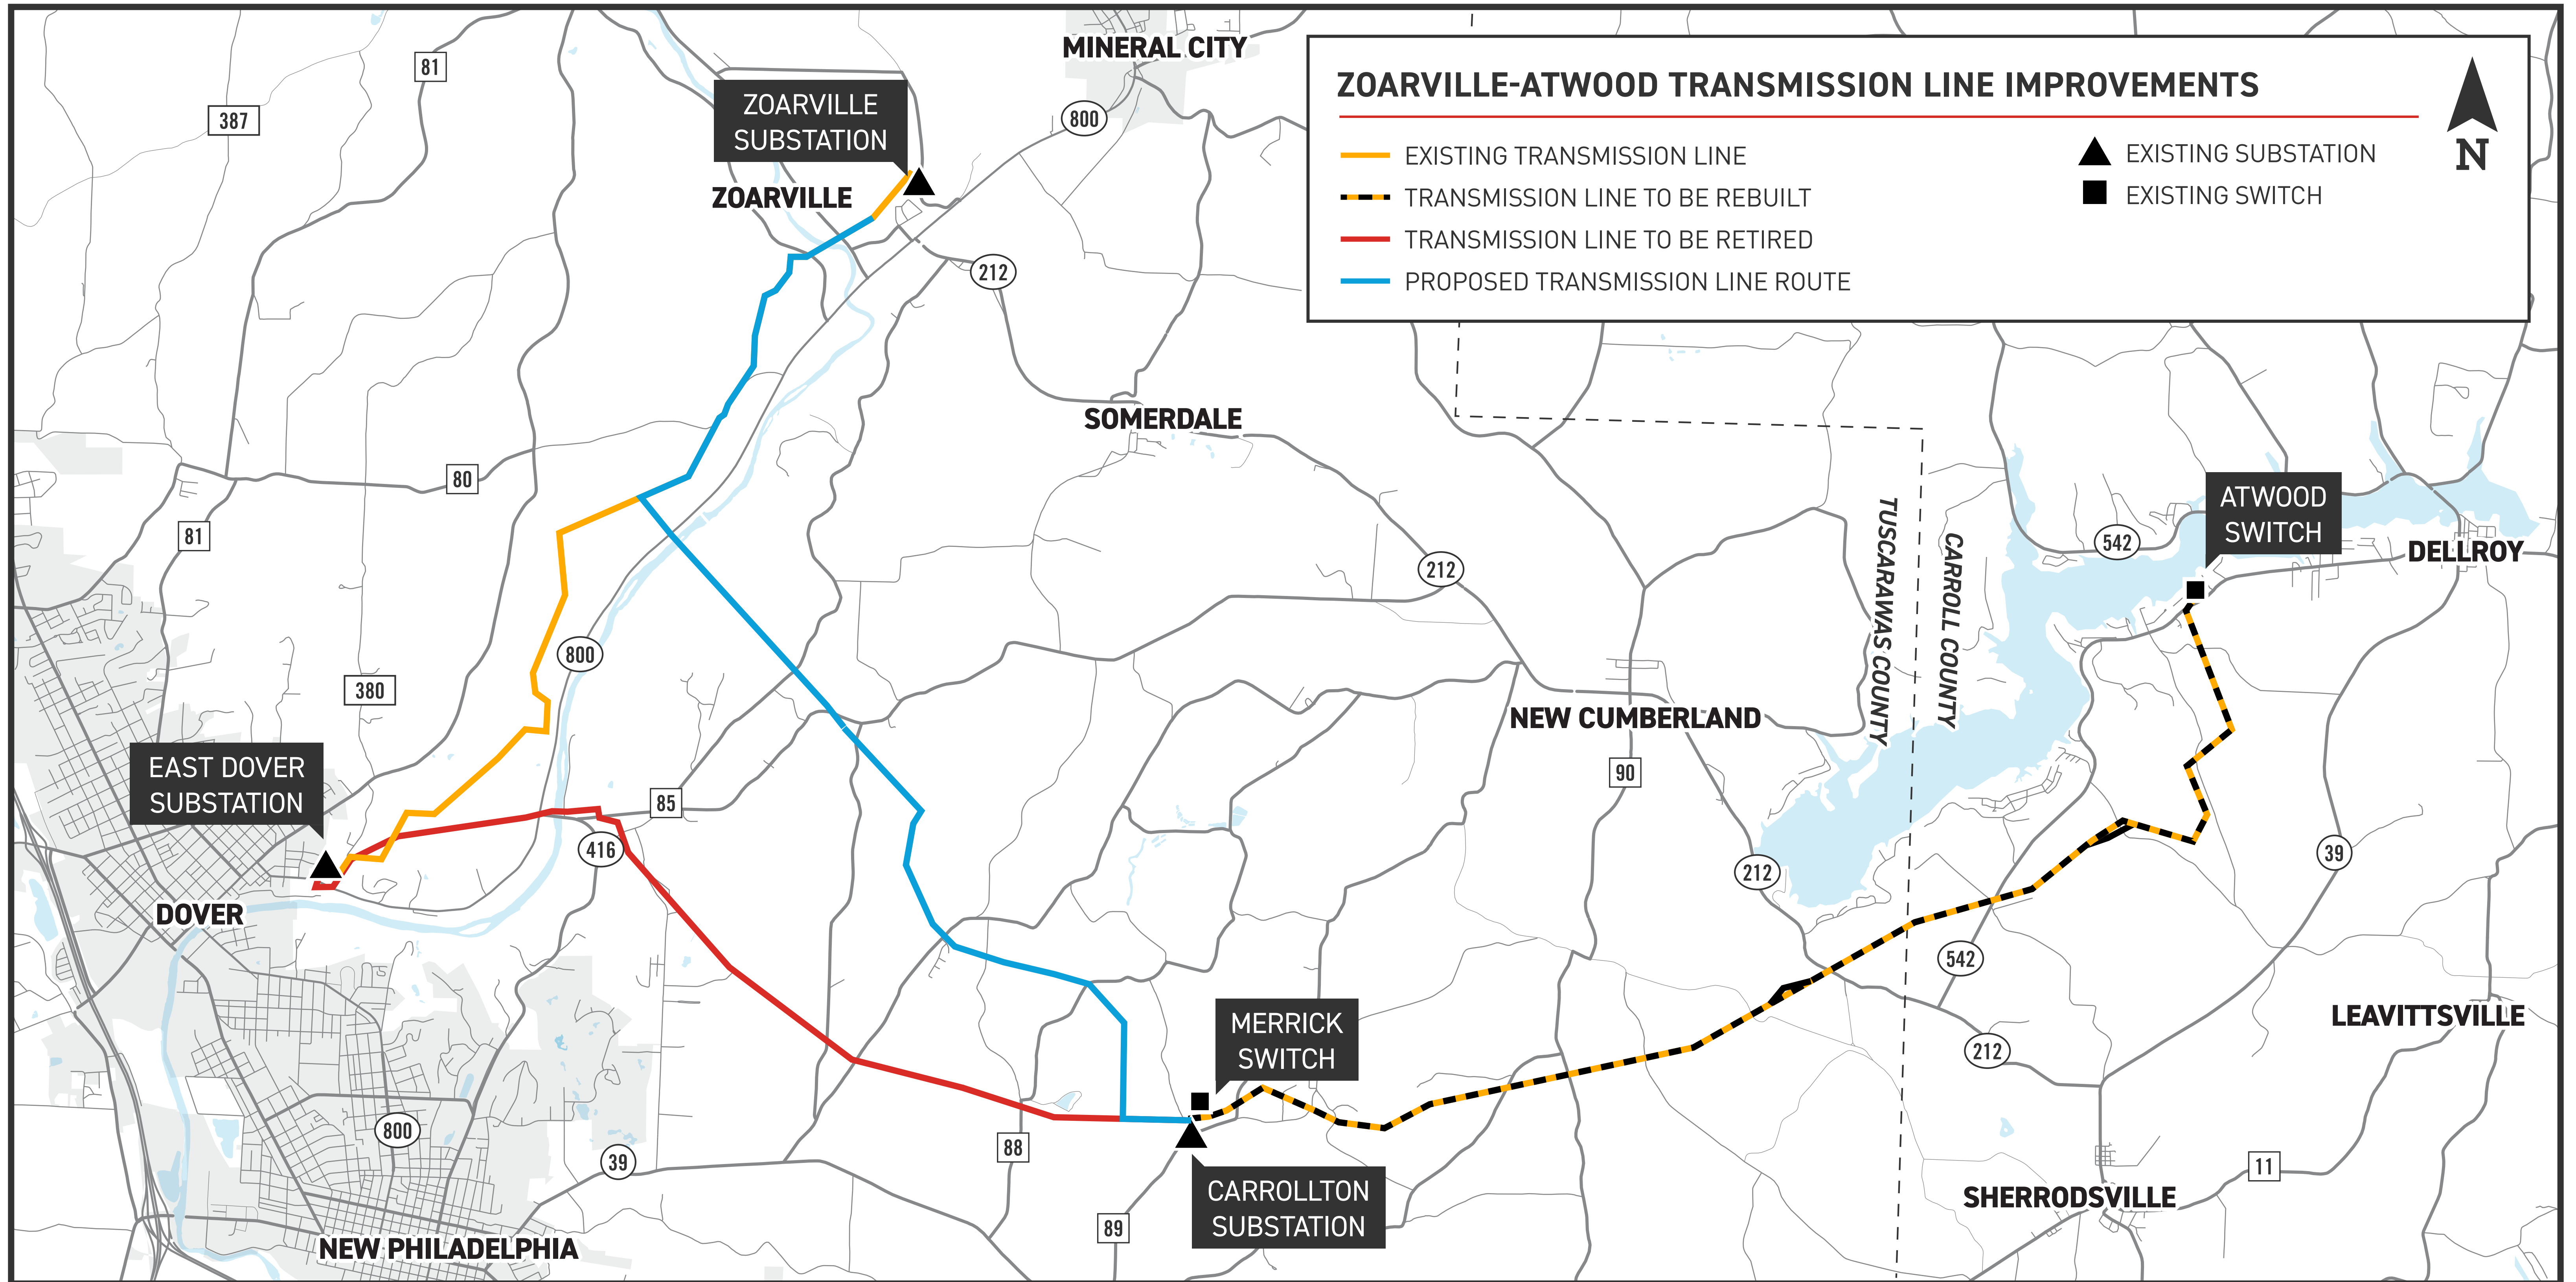 MINERAL CITY
81
ZOARVILLE
SUBSTATION
387
800
ZOARVILLE
212
ZOARVILLE-ATWOOD TRANSMISSION LINE IMPROVEMENTS
EXISTING TRANSMISSION LINE
TRANSMISSION LINE TO BE REBUILT
TRANSMISSION LINE TO BE RETIRED
PROPOSED TRANSMISSION LINE ROUTE
EXISTING SUBSTATION
EXISTING SWITCH
N
SOMERDALE
80
81
212
TUSCARAWAS COUNTY
CARROLL COUNTY
ATWOOD
SWITCH
542
DELLROY
800
380
NEW CUMBERLAND
90
EAST DOVER
SUBSTATION
85
416
212
39
DOVER
542
LEAVITTSVILLE
MERRICK
SWITCH
212
800
88
39
11
CARROLLTON
SUBSTATION
89
SHERRODSVILLE
NEW PHILADELPHIA